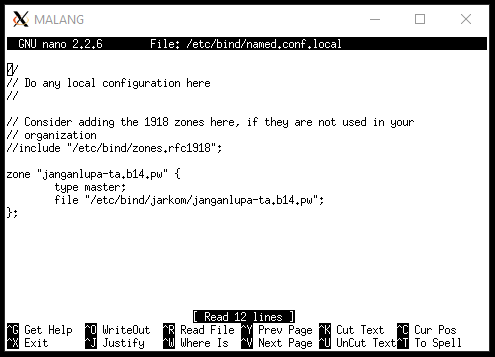 MALANG
GNU nano 2.2.6 File: /etc/bind/named.conf.local
//
// Do any local configuration here
//
// Consider adding the 1918 zones here, if they are not used in your
// organization
//include "/etc/bind/zones.rfc1918";
zone "janganlupa-ta.b14.pw" {
type master;
file "/etc/bind/jarkom/janganlupa-ta.b14.pw";
};
[ Read 12 lines ]
^G Get Help ^O WriteOut ^R Read File ^Y Prev Page ^K Cut Text ^C Cur Pos
^X Exit ^J Justify ^W Where Is ^V Next Page ^U UnCut Text ^T To Spell